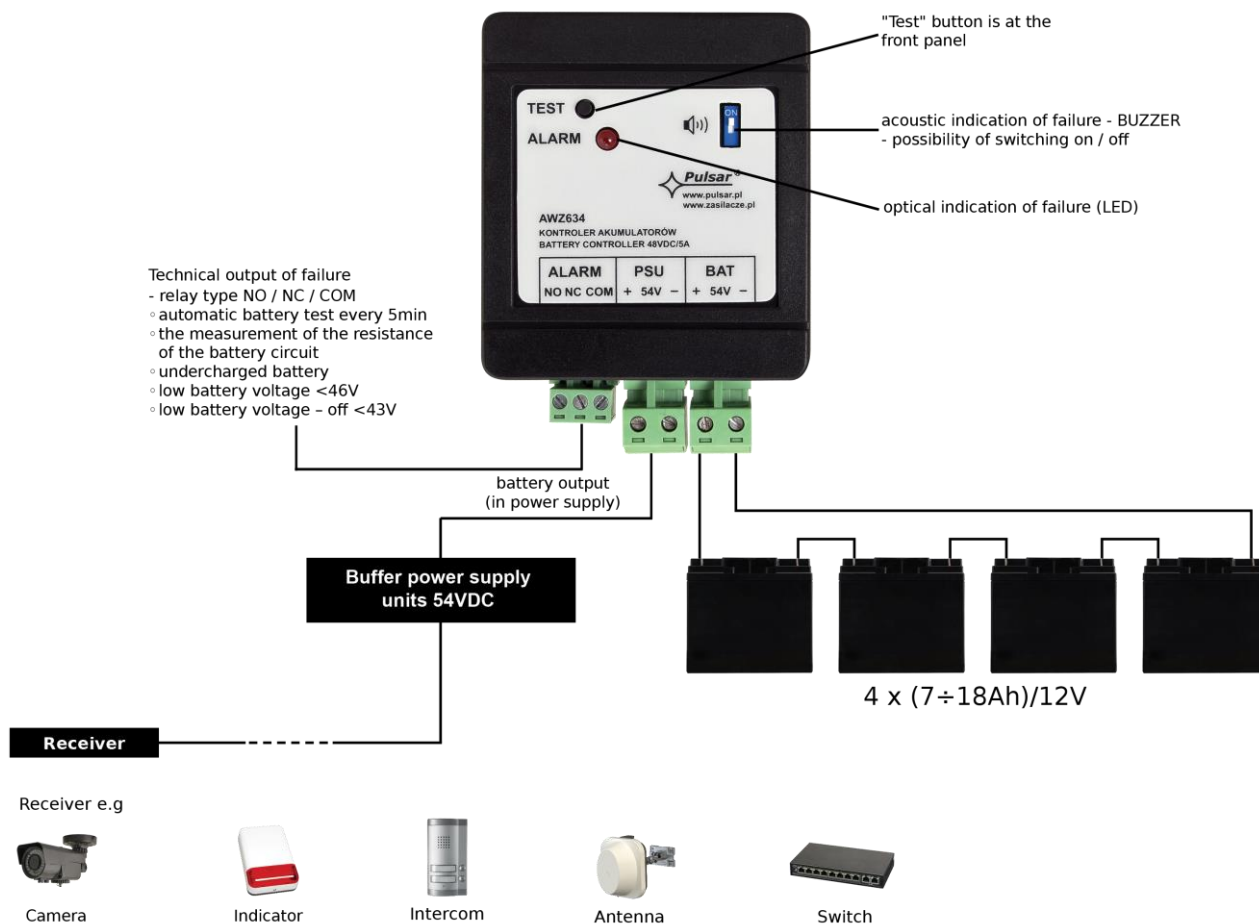 "Test" button is at the
front panel
TEST
ALARM
ON
acoustic indication of failure - BUZZER
- possibility of switching on / off
Pulsar®
www.pulsar.pl
www.zasilacze.pl
optical indication of failure (LED)
AWZ634
KONTROLER AKUMULATORÓW
BATTERY CONTROLLER 48VDC/5A
ALARM PSU BAT
NO NC COM + 54V − + 54V −
Technical output of failure
- relay type NO / NC / COM
◦ automatic battery test every 5min
◦ the measurement of the resistance
of the battery circuit
◦ undercharged battery
◦ low battery voltage <46V
◦ low battery voltage – off <43V
battery output
(in power supply)
Buffer power supply
units 54VDC
4 x (7÷18Ah)/12V
Receiver
Receiver e.g
Camera
Indicator
Intercom
Antenna
Switch